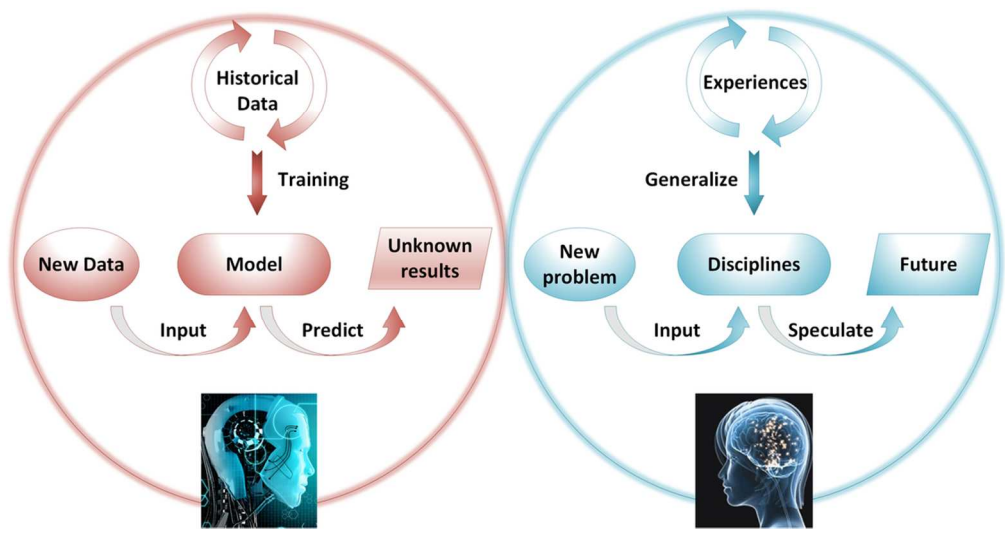 Historical
Data
Training
New Data
Model
Unknown
results
Input
Predict
Experiences
Generalize
New
problem
Disciplines
Future
Input
Speculate